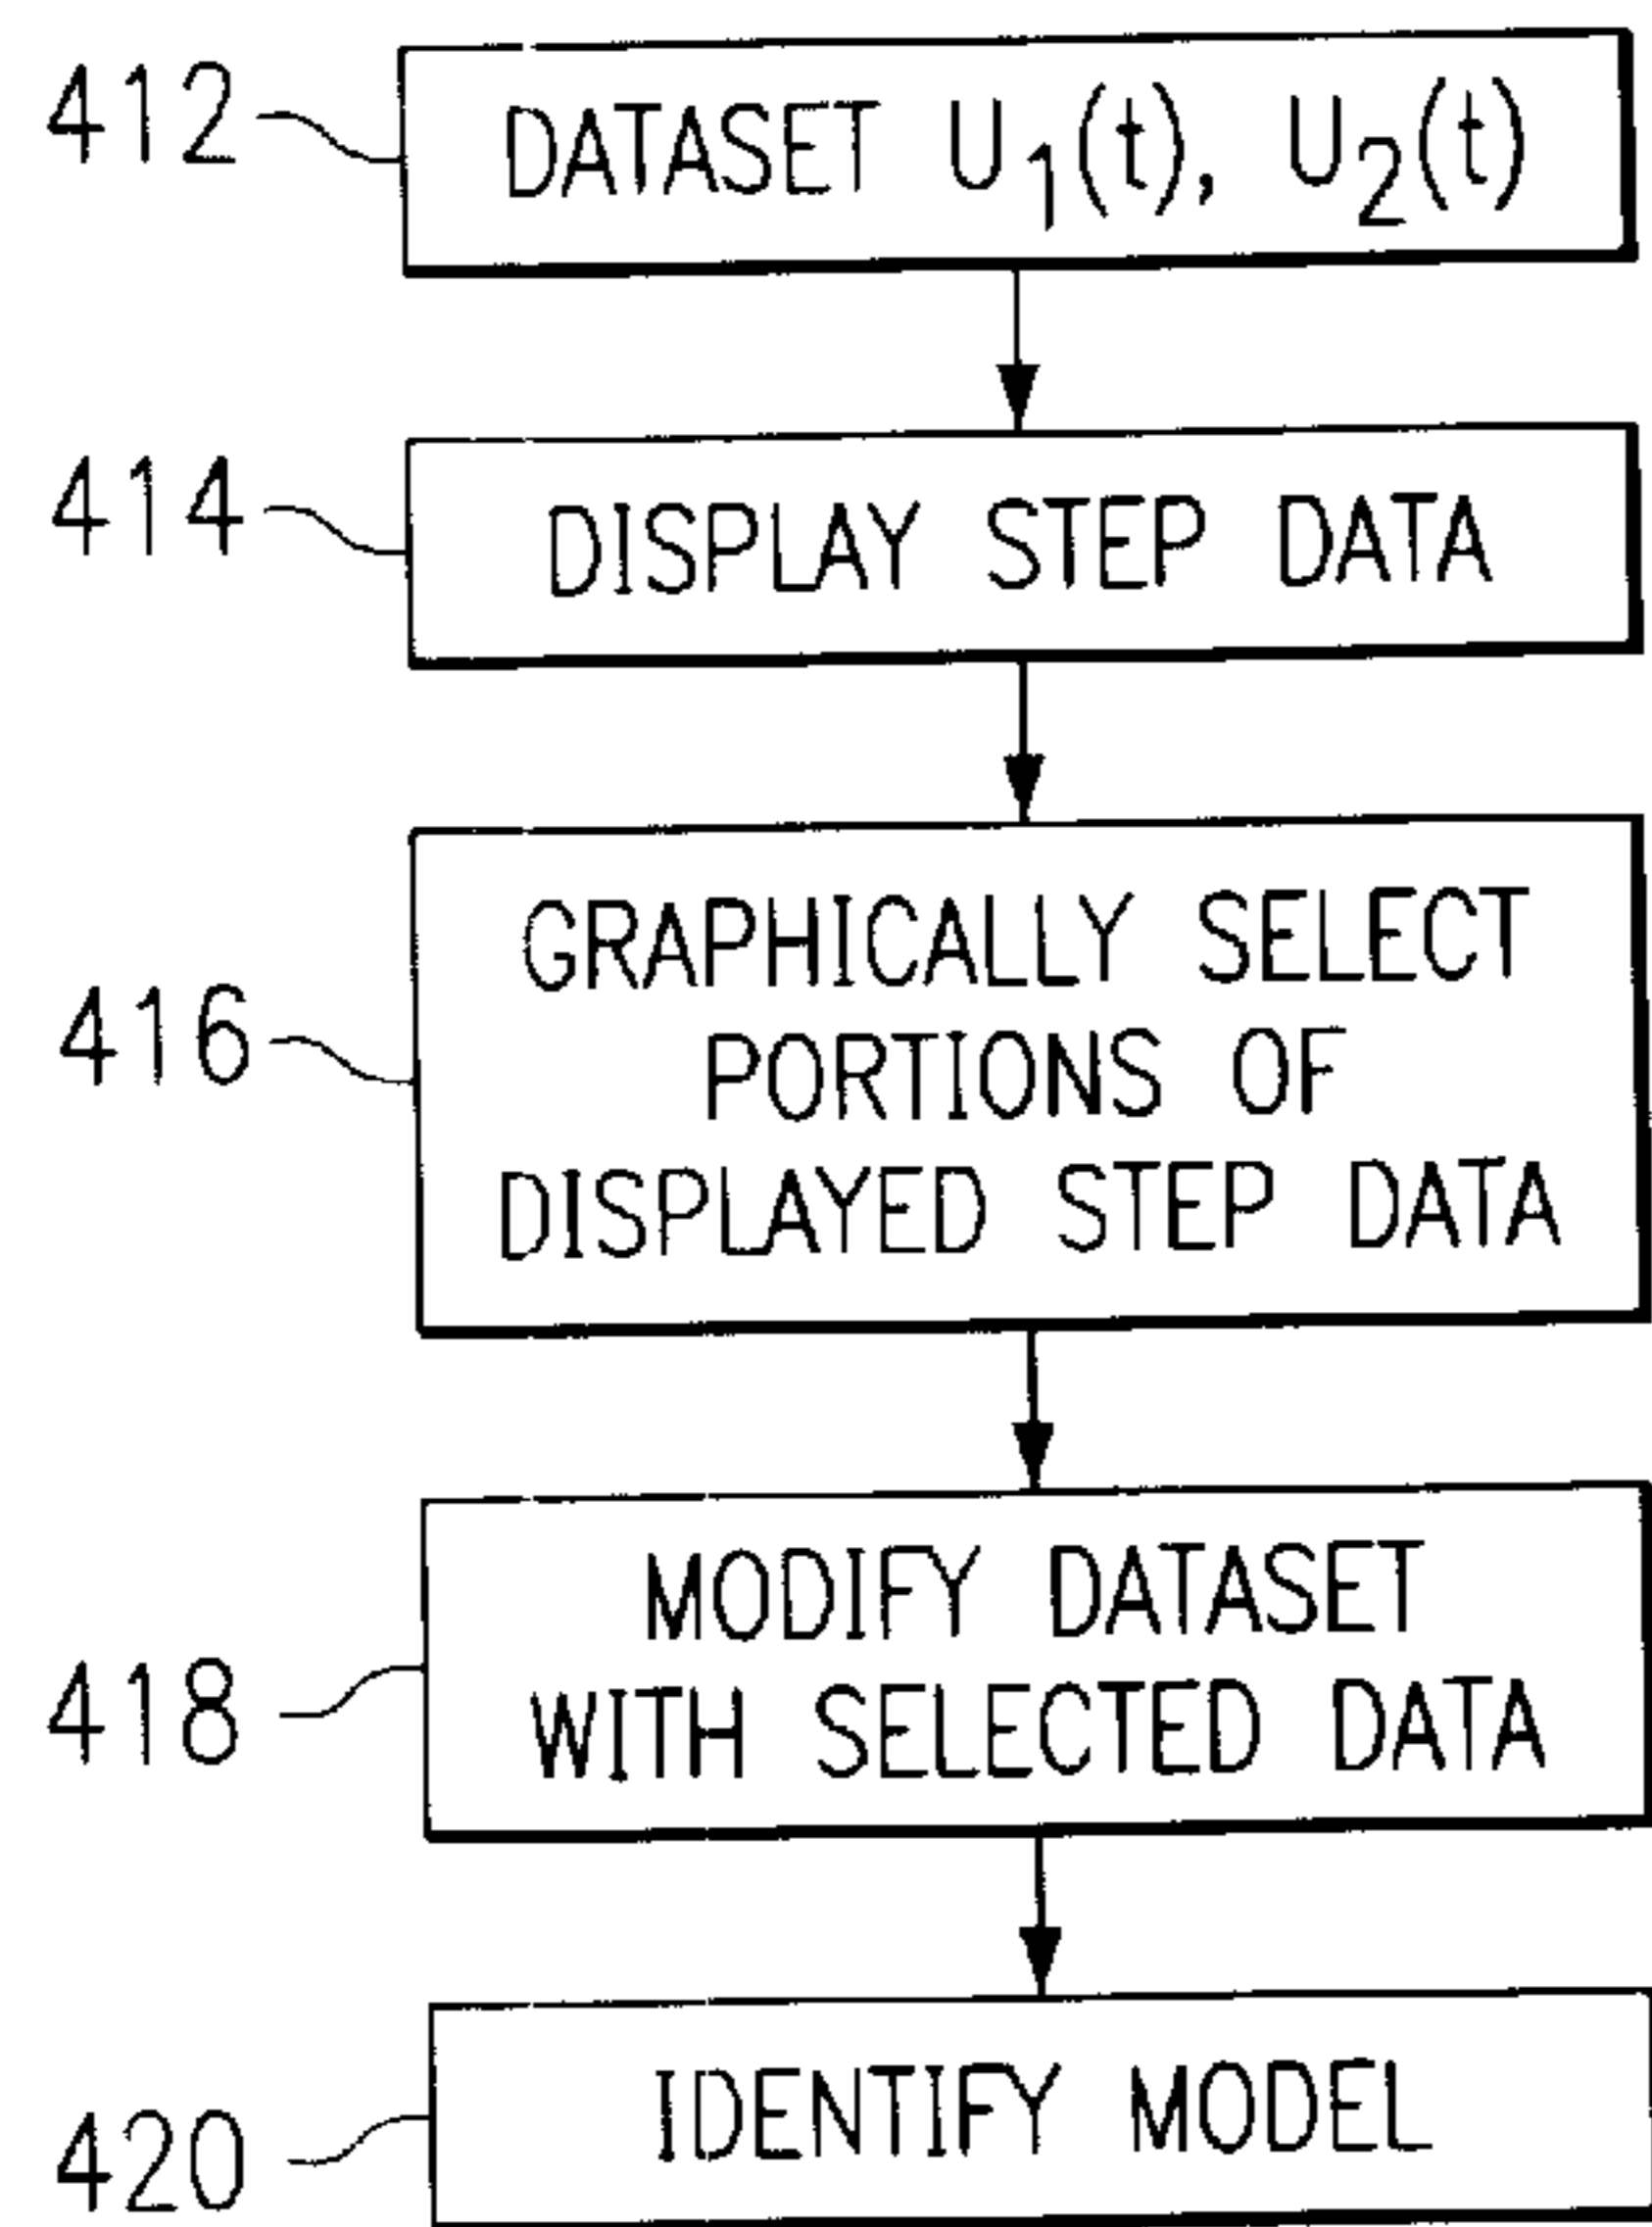 412
DATASET U₁(t), U₂(t)
414
DISPLAY STEP DATA
416
GRAPHICALLY SELECT
PORTIONS OF
DISPLAYED STEP DATA
418
MODIFY DATASET
WITH SELECTED DATA
420
IDENTIFY MODEL